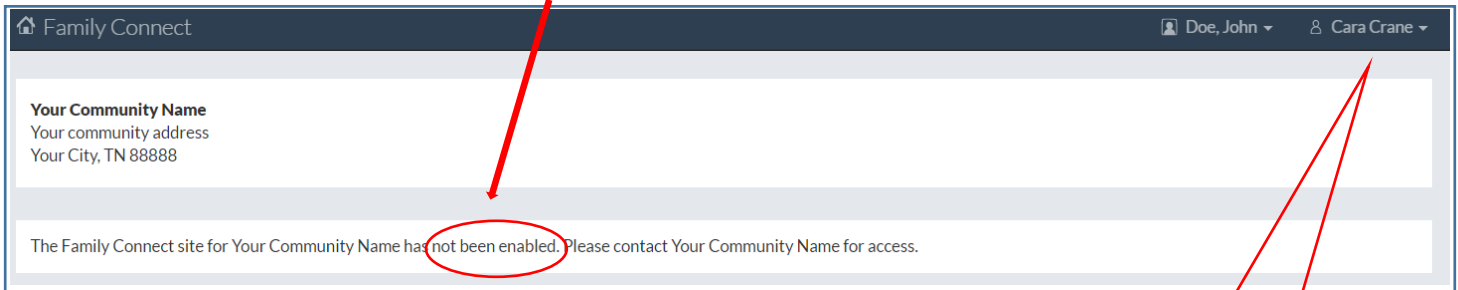 Family Connect Doe, John Cara Crane
Your Community Name
Your community address
Your City, TN 88888
The Family Connect site for Your Community Name has not been enabled. Please contact Your Community Name for access.